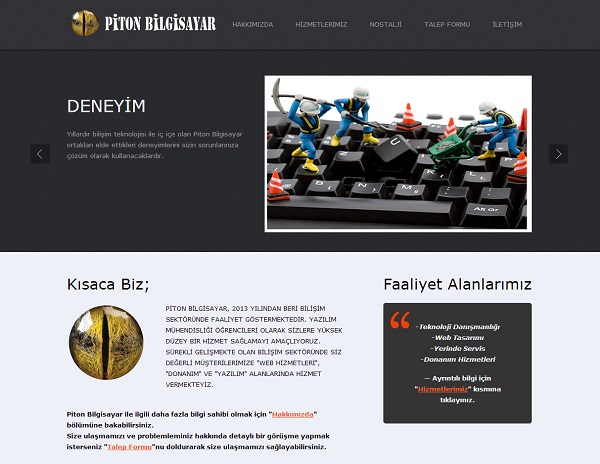 PİTON BİLGİSAYAR
HAKKIMIZDA
HİZMETLERİMİZ
NOSTALJİ
TALEP FORMU
İLETİŞİM
DENEYİM
Yıllardır bilişim teknolojisi ile iç içe olan Piton Bilgisayar
ortakları elde ettikleri deneyimlerini sizin sorunlarınıza
çözüm olarak kullanacaklardır.
U
B
N
M
Alt Gr
Kısaca Biz;
PİTON BİLGİSAYAR, 2013 YILINDAN BERİ BİLİŞİM
SEKTÖRÜNDE FAALİYET GÖSTERMEKTEDİR. YAZILIM
MÜHENDİSLİĞİ ÖĞRENCİLERİ OLARAK SİZLERE YÜKSEK
DÜZEY BİR HİZMET SAĞLAMAYI AMAÇLIYORUZ.
SÜREKLİ GELİŞMEKTE OLAN BİLİŞİM SEKTÖRÜNDE SİZ
DEĞERLİ MÜŞTERİLERİMİZE "WEB HİZMETLERİ",
"DONANIM" VE "YAZILIM" ALANLARINDA HİZMET
VERMEKTEYİZ.
Piton Bilgisayar ile ilgili daha fazla bilgi sahibi olmak için "Hakkımızda"
bölümüne bakabilirsiniz.
Size ulaşmamızı ve problemleminiz hakkında detaylı bir görüşme yapmak
isterseniz "Talep Formu"nu doldurarak size ulaşmamızı sağlayabilirsiniz.
Faaliyet Alanlarımız
“
-Teknoloji Danışmanlığı
-Web Tasarımı
-Yerinde Servis
-Donanım Hizmetleri
— Ayrıntılı bilgi için
"Hizmetlerimiz" kısmına
tıklayınız.